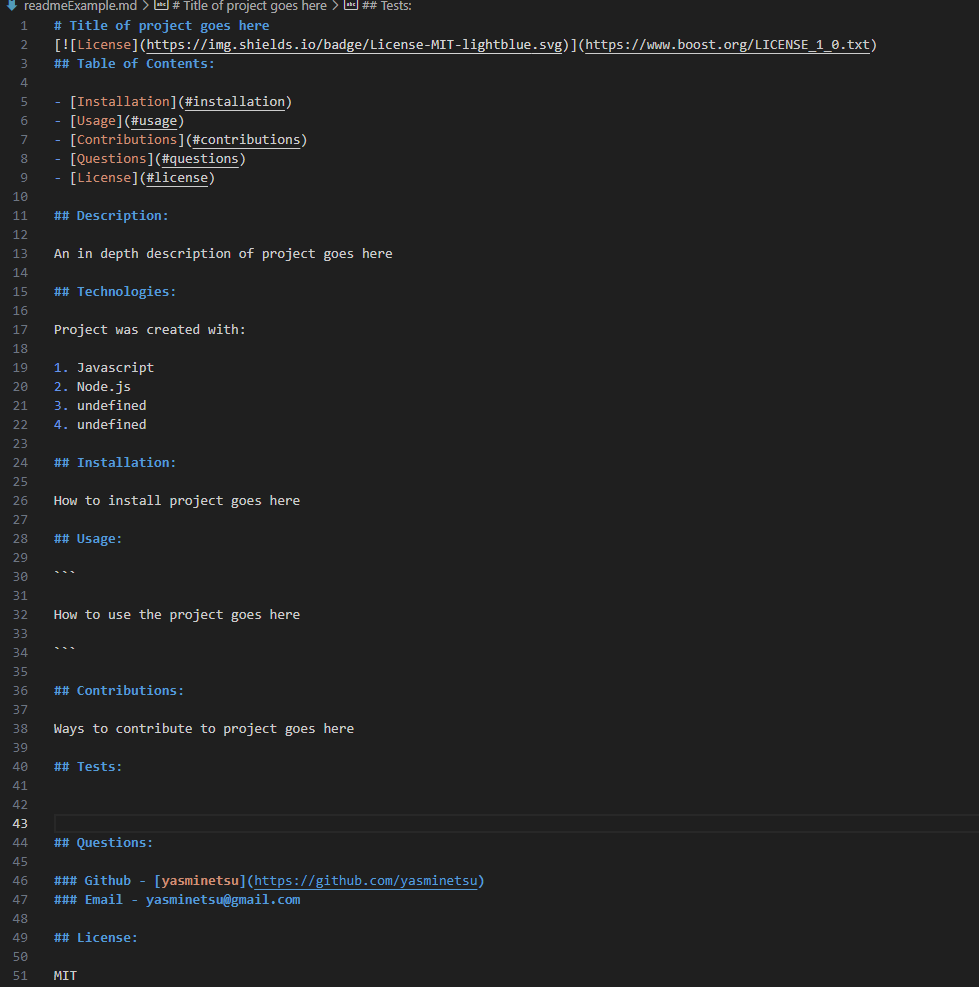 readmeExample.md > # Title of project goes here > ## Tests:
1 # Title of project goes here
2 [![License](https://img.shields.io/badge/License-MIT-lightblue.svg)](https://www.boost.org/LICENSE_1_0.txt)
3 ## Table of Contents:
4
5 - [Installation](#installation)
6 - [Usage](#usage)
7 - [Contributions](#contributions)
8 - [Questions](#questions)
9 - [License](#license)
10
11 ## Description:
12
13 An in depth description of project goes here
14
15 ## Technologies:
16
17 Project was created with:
18
19 1. Javascript
20 2. Node.js
21 3. undefined
22 4. undefined
23
24 ## Installation:
25
26 How to install project goes here
27
28 ## Usage:
29
30 ```
31
32 How to use the project goes here
33
34 ```
35
36 ## Contributions:
37
38 Ways to contribute to project goes here
39
40 ## Tests:
41
42
43
44 ## Questions:
45
46 ### Github - [yasminetsu](https://github.com/yasminetsu)
47 ### Email - yasminetsu@gmail.com
48
49 ## License:
50
51 MIT